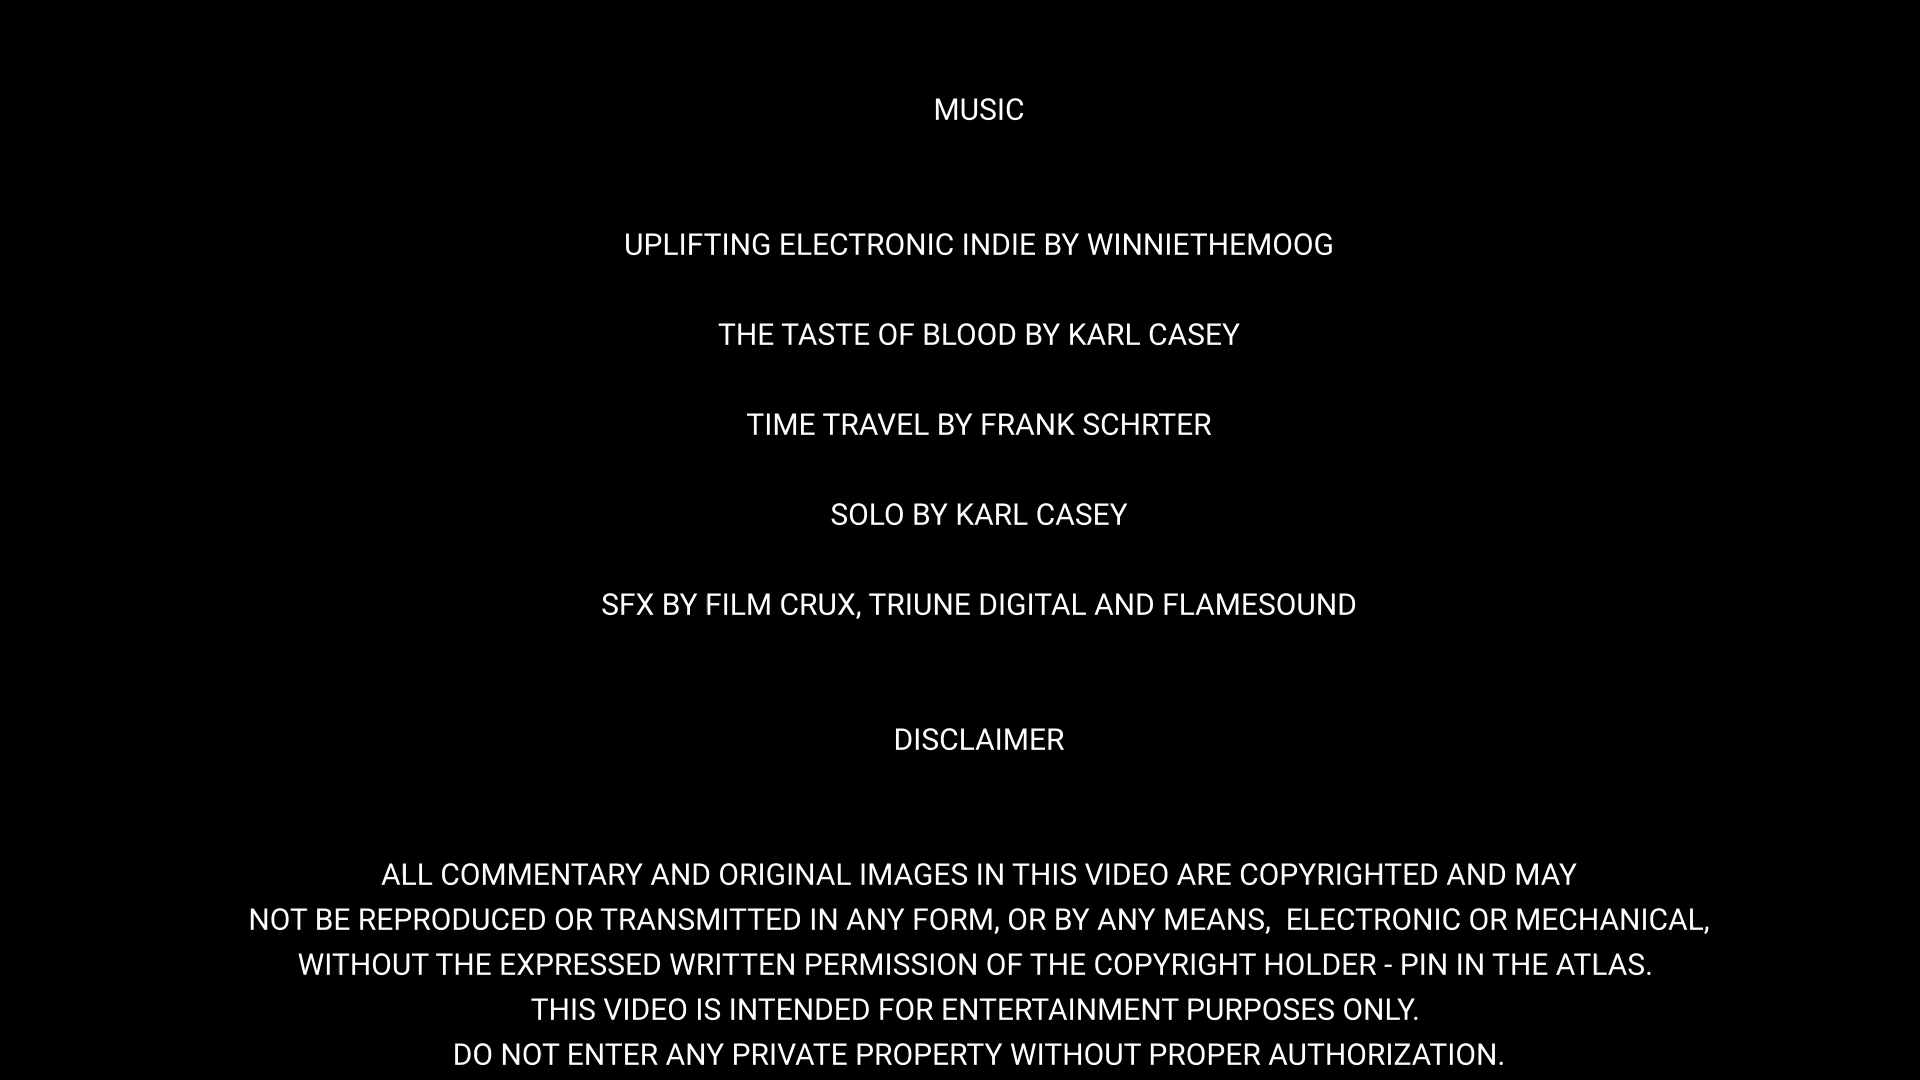 MUSIC
UPLIFTING ELECTRONIC INDIE BY WINNIETHEMOOG
THE TASTE OF BLOOD BY KARL CASEY
TIME TRAVEL BY FRANK SCHRTER
SOLO BY KARL CASEY
SFX BY FILM CRUX, TRIUNE DIGITAL AND FLAMESOUND
DISCLAIMER
ALL COMMENTARY AND ORIGINAL IMAGES IN THIS VIDEO ARE COPYRIGHTED AND MAY
NOT BE REPRODUCED OR TRANSMITTED IN ANY FORM, OR BY ANY MEANS,  ELECTRONIC OR MECHANICAL,
WITHOUT THE EXPRESSED WRITTEN PERMISSION OF THE COPYRIGHT HOLDER - PIN IN THE ATLAS.
THIS VIDEO IS INTENDED FOR ENTERTAINMENT PURPOSES ONLY.
DO NOT ENTER ANY PRIVATE PROPERTY WITHOUT PROPER AUTHORIZATION.